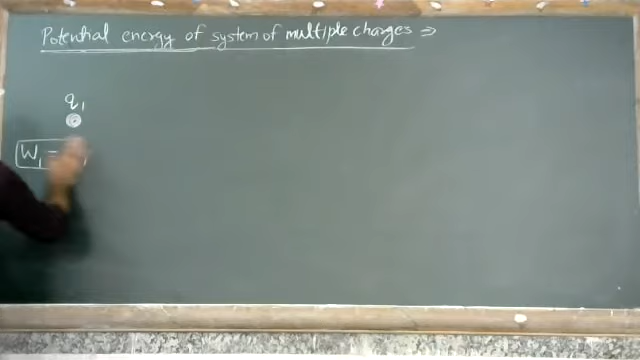 Potential energy of system of multiple charges ⇒
q₁
W₁ =